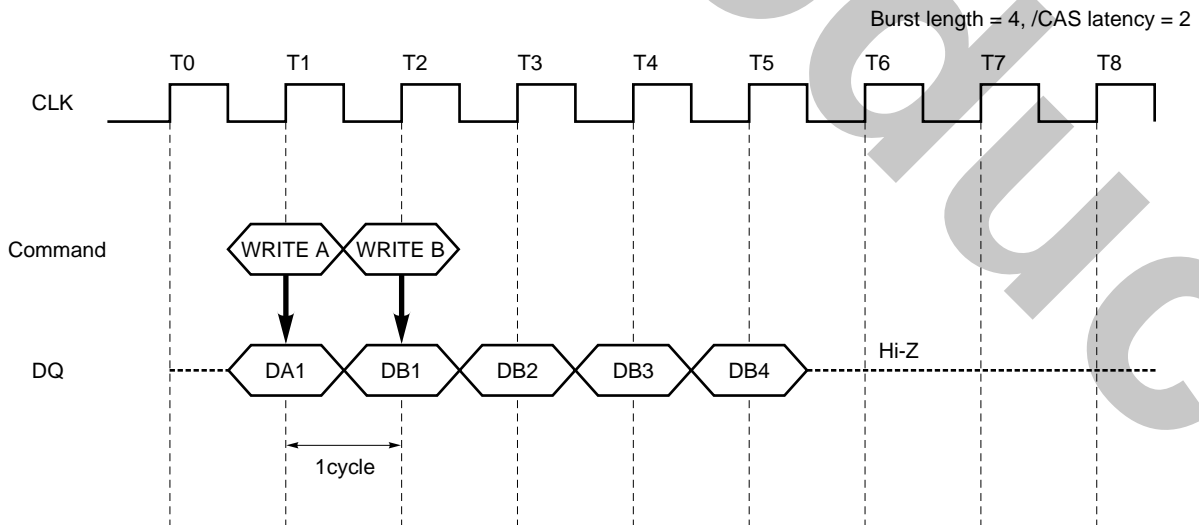 Burst length = 4, /CAS latency = 2
T0 T1 T2 T3 T4 T5 T6 T7 T8
CLK
Command WRITE A WRITE B
DQ DA1 DB1 DB2 DB3 DB4 Hi-Z
1cycle